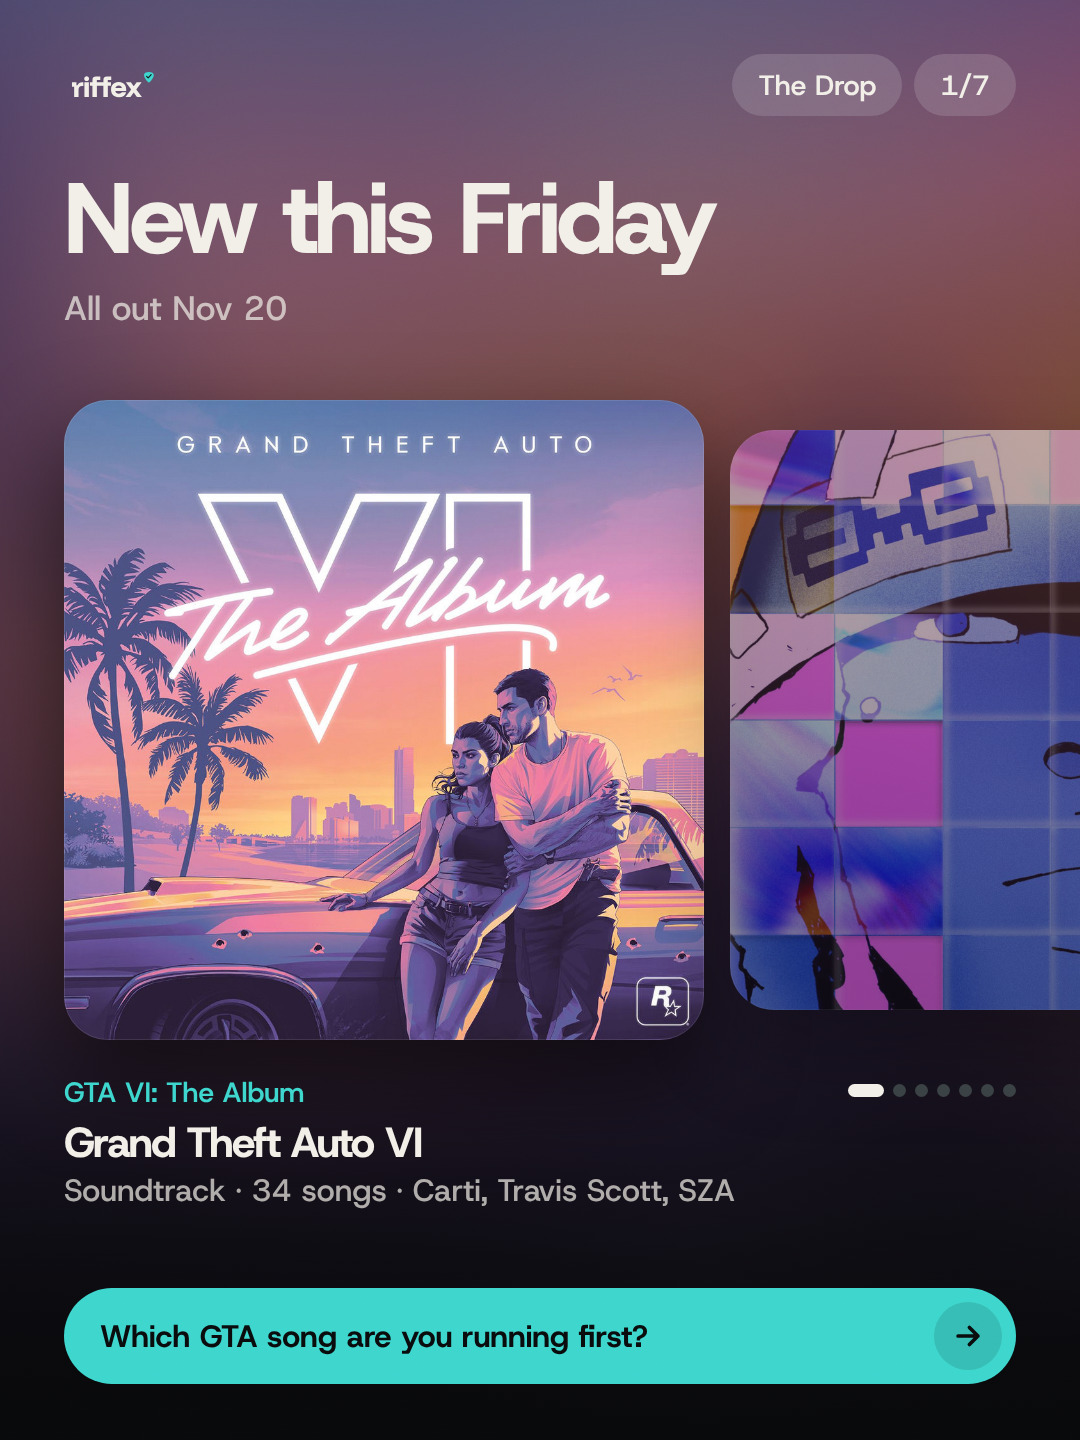 riffex
The Drop
1/7
New this Friday
All out Nov 20
GRAND THEFT AUTO
VI
The Album
R
GTA VI: The Album
Grand Theft Auto VI
Soundtrack · 34 songs · Carti, Travis Scott, SZA
Which GTA song are you running first?